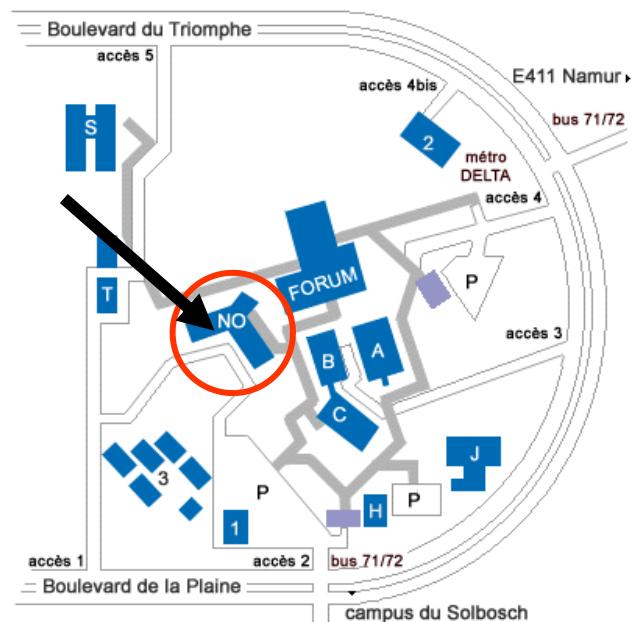 Boulevard du Triomphe
accès 5
E411 Namur
accès 4bis
bus 71/72
S
2
métro
DELTA
accès 4
FORUM
P
T
NO
accès 3
B
A
C
J
3
P
P
1
H
accès 1
accès 2
bus 71/72
Boulevard de la Plaine
campus du Solbosch